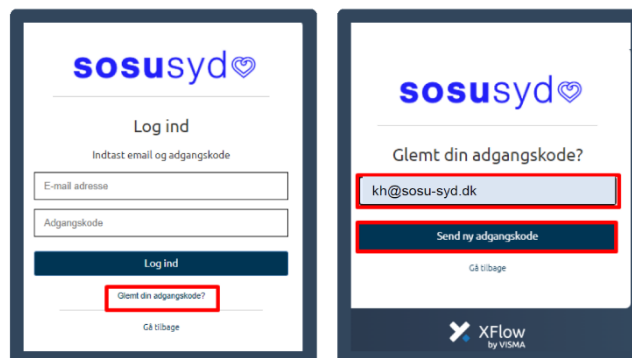 sosusyd
Log ind
Indtast email og adgangskode
E-mail adresse
Adgangskode
Log ind
Glemt din adgangskode?
Gå tilbage
sosusyd
Glemt din adgangskode?
kh@sosu-syd.dk
Send ny adgangskode
Gå tilbage
XFlow
by VISMA